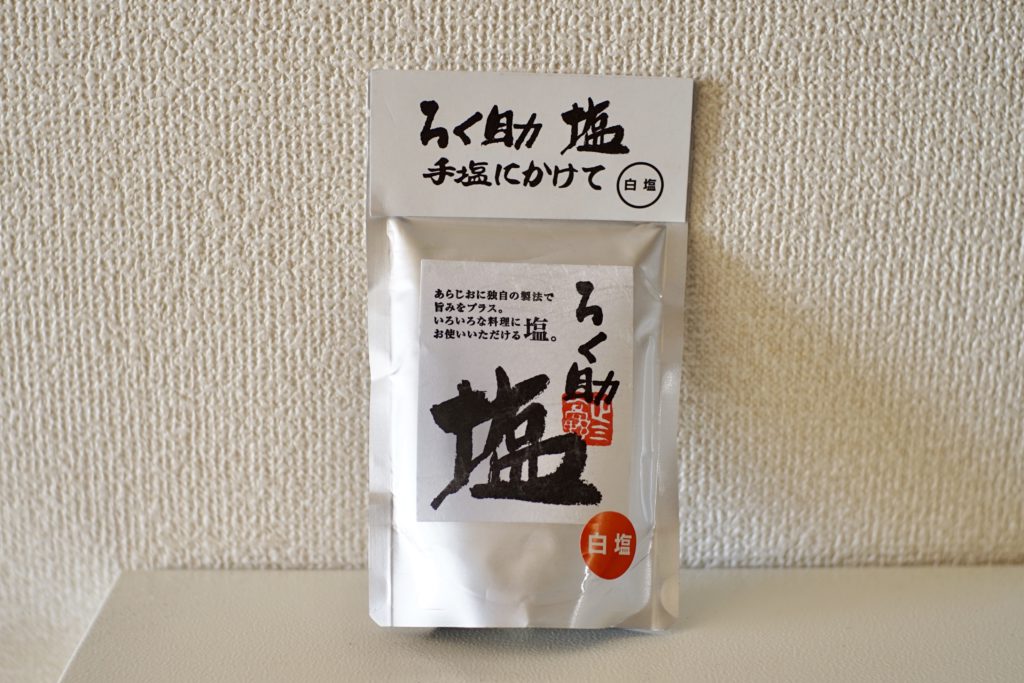 ろく助 塩
手塩にかけて
白塩
あらじおに独自の製法で
旨みをプラス。
いろいろな料理に
お使いいただける塩。
ろく助
塩
白塩